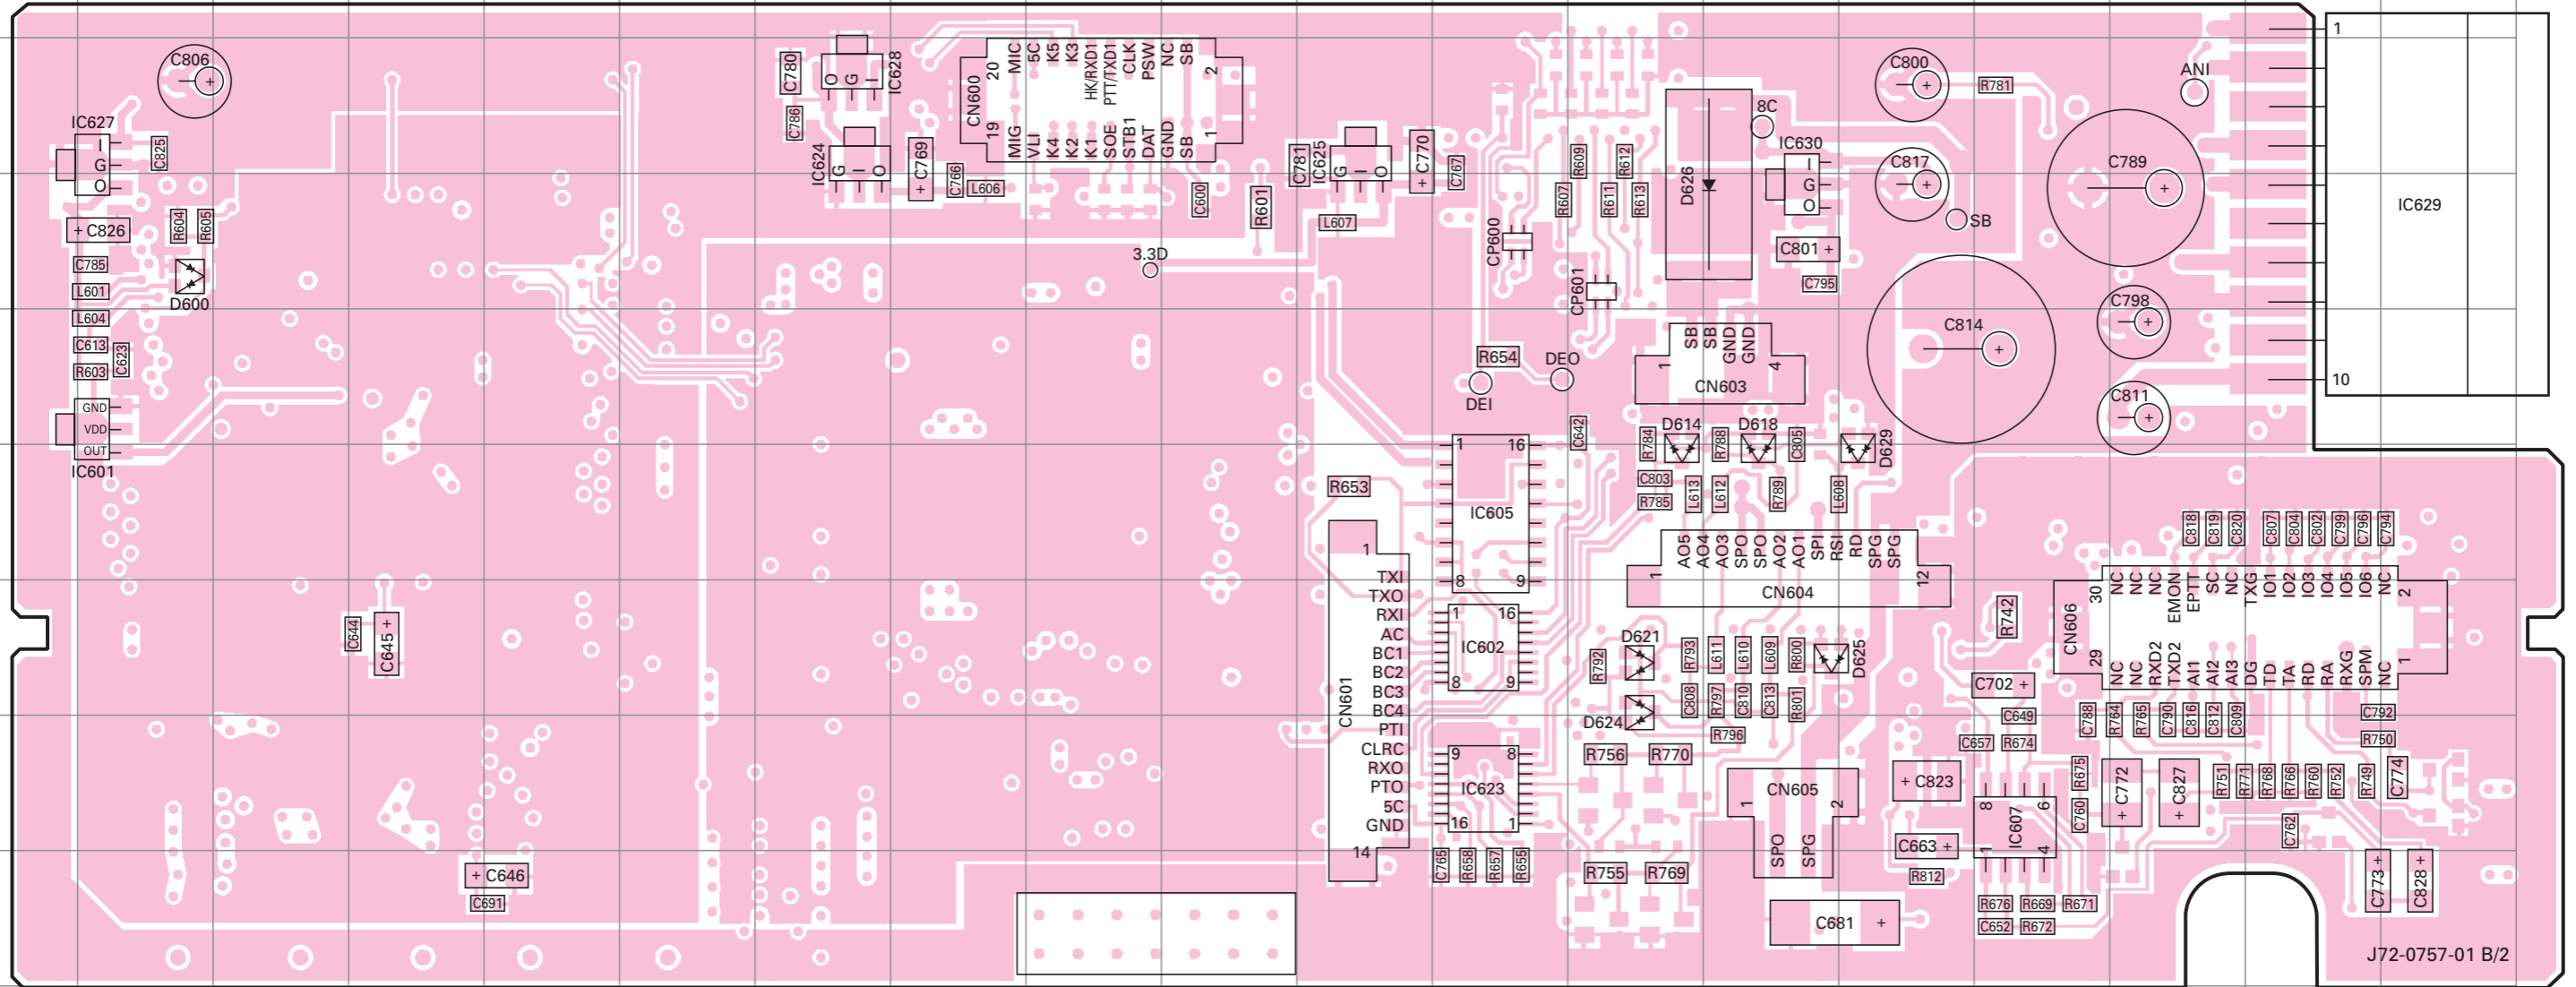 C806
IC627
I
G
O
C825
+ C826
R604
R605
C785
L601
D600
L604
C613
C623
R603
GND
VDD
OUT
IC601
C644
C645 +
+ C646
C691
C780
IC628
O G I
C786
IC624
G I O
+ C769
C766
L606
CN600
20
MIC
5C
K5
K3
HK/RXD1
PTT/TXD1
CLK
PSW
NC
SB
2
19
MIG
VLI
K4
K2
K1
SOE
STB1
DAT
GND
SB
1
C600
R601
C781
IC625
G I O
+ C770
C767
L607
3.3D
CP600
CP601
R609
R612
R607
R611
R613
D626
8C
IC630
I
G
O
C801 +
C795
C800
+
R781
C817
+
SB
ANI
C789
+
C814
+
C798
+
C811
+
1
10
IC629
R654
DEO
DEI
SB
SB
GND
GND
1
4
CN603
C642
R784
D614
R788
D618
C805
D629
C803
R785
L613
L612
R789
L608
R653
1
16
IC605
8
9
1
TXI
TXO
RXI
AC
BC1
BC2
BC3
BC4
PTI
CLRC
RXO
PTO
5C
GND
14
CN601
1
16
IC602
8
9
9
8
IC623
16
1
C765
R658
R657
R655
AO5
AO4
AO3
SPO
SPO
AO2
AO1
SPI
RSI
RD
SPG
SPG
1
12
CN604
D621
R792
D624
R793
L611
L610
L609
R800
D625
C808
R797
C810
C813
R801
R796
R756
R770
R755
R769
CN605
1
2
SPO
SPG
C681 +
R742
C702 +
C649
C657
R674
+ C823
R675
C760
8
6
IC607
1
4
C663 +
R812
R676
R669
R671
C652
R672
C818
C819
C820
C807
C804
C802
C799
C796
C794
CN606
30
NC
NC
NC
EMON
EPTT
SC
NC
TXG
IO1
IO2
IO3
IO4
IO5
IO6
NC
2
29
NC
NC
RXD2
TXD2
AI1
AI2
AI3
DG
TD
TA
RD
RA
RXG
SPM
NC
1
C788
R764
R765
C790
C816
C812
C809
C792
R750
+ C772
+ C827
R751
R771
R768
R766
R760
R752
R749
C774
C762
C773 +
C828 +
J72-0757-01 B/2